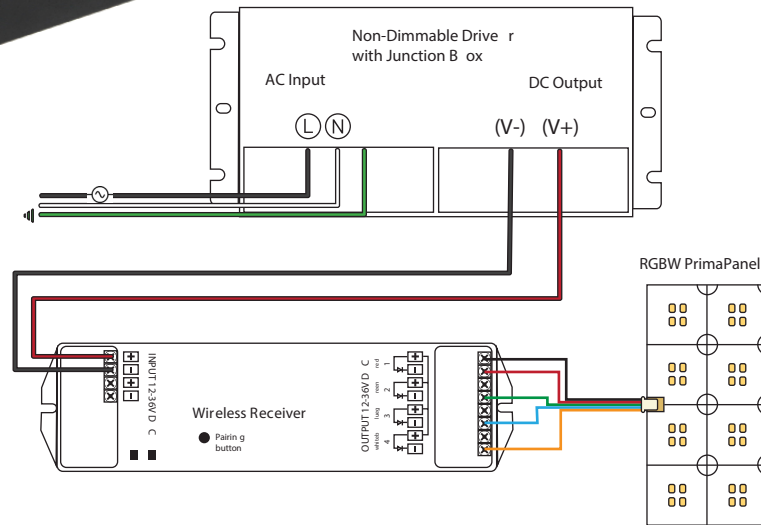 Non-Dimmable Drive r
with Junction B ox
AC Input
DC Output
L N
(V-) (V+)
RGBW PrimaPanel
INPUT 12-36V D C
Wireless Receiver
Pairin g
button
OUTPUT 12-36V D C
1 red
2
3
4